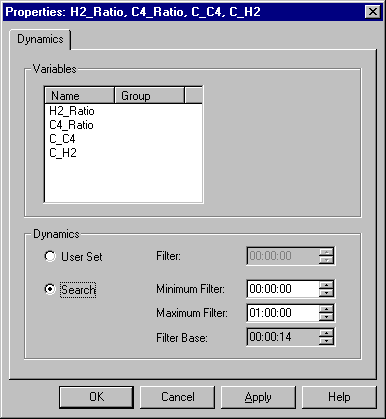 Properties: H2_Ratio, C4_Ratio, C_C4, C_H2
Dynamics
Variables
Name Group
H2_Ratio
C4_Ratio
C_C4
C_H2
Dynamics
User Set Filter: 00:00:00
Search Minimum Filter: 00:00:00
Maximum Filter: 01:00:00
Filter Base: 00:00:14
OK Cancel Apply Help